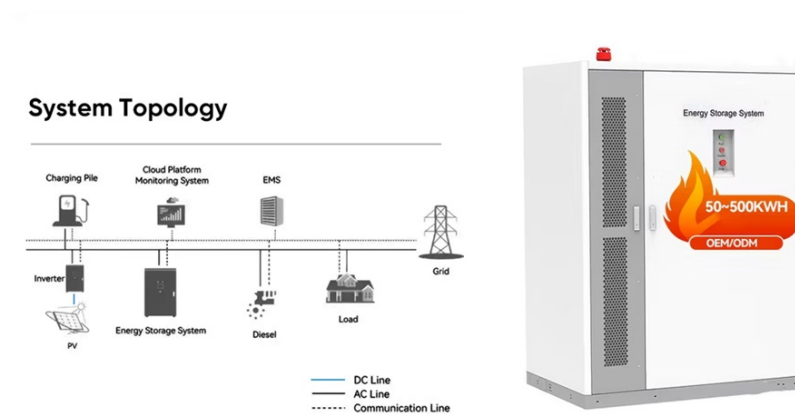 System Topology
Charging Pile
Cloud Platform
Monitoring System
EMS
Inverter
Grid
PV
Energy Storage System
Diesel
Load
DC Line
AC Line
Communication Line
Energy Storage System
50~500KWH
OEM/ODM